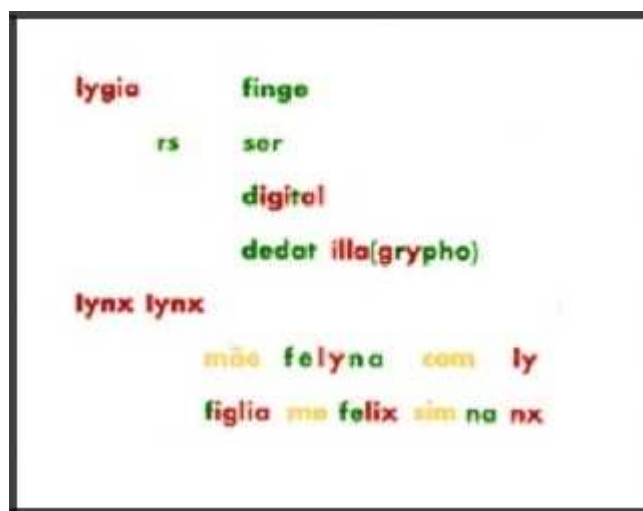 lygia finge
rs ser
digital
dedat illa(grypho)
lynx lynx
mãe felyna com ly
figlia me felix sim na nx